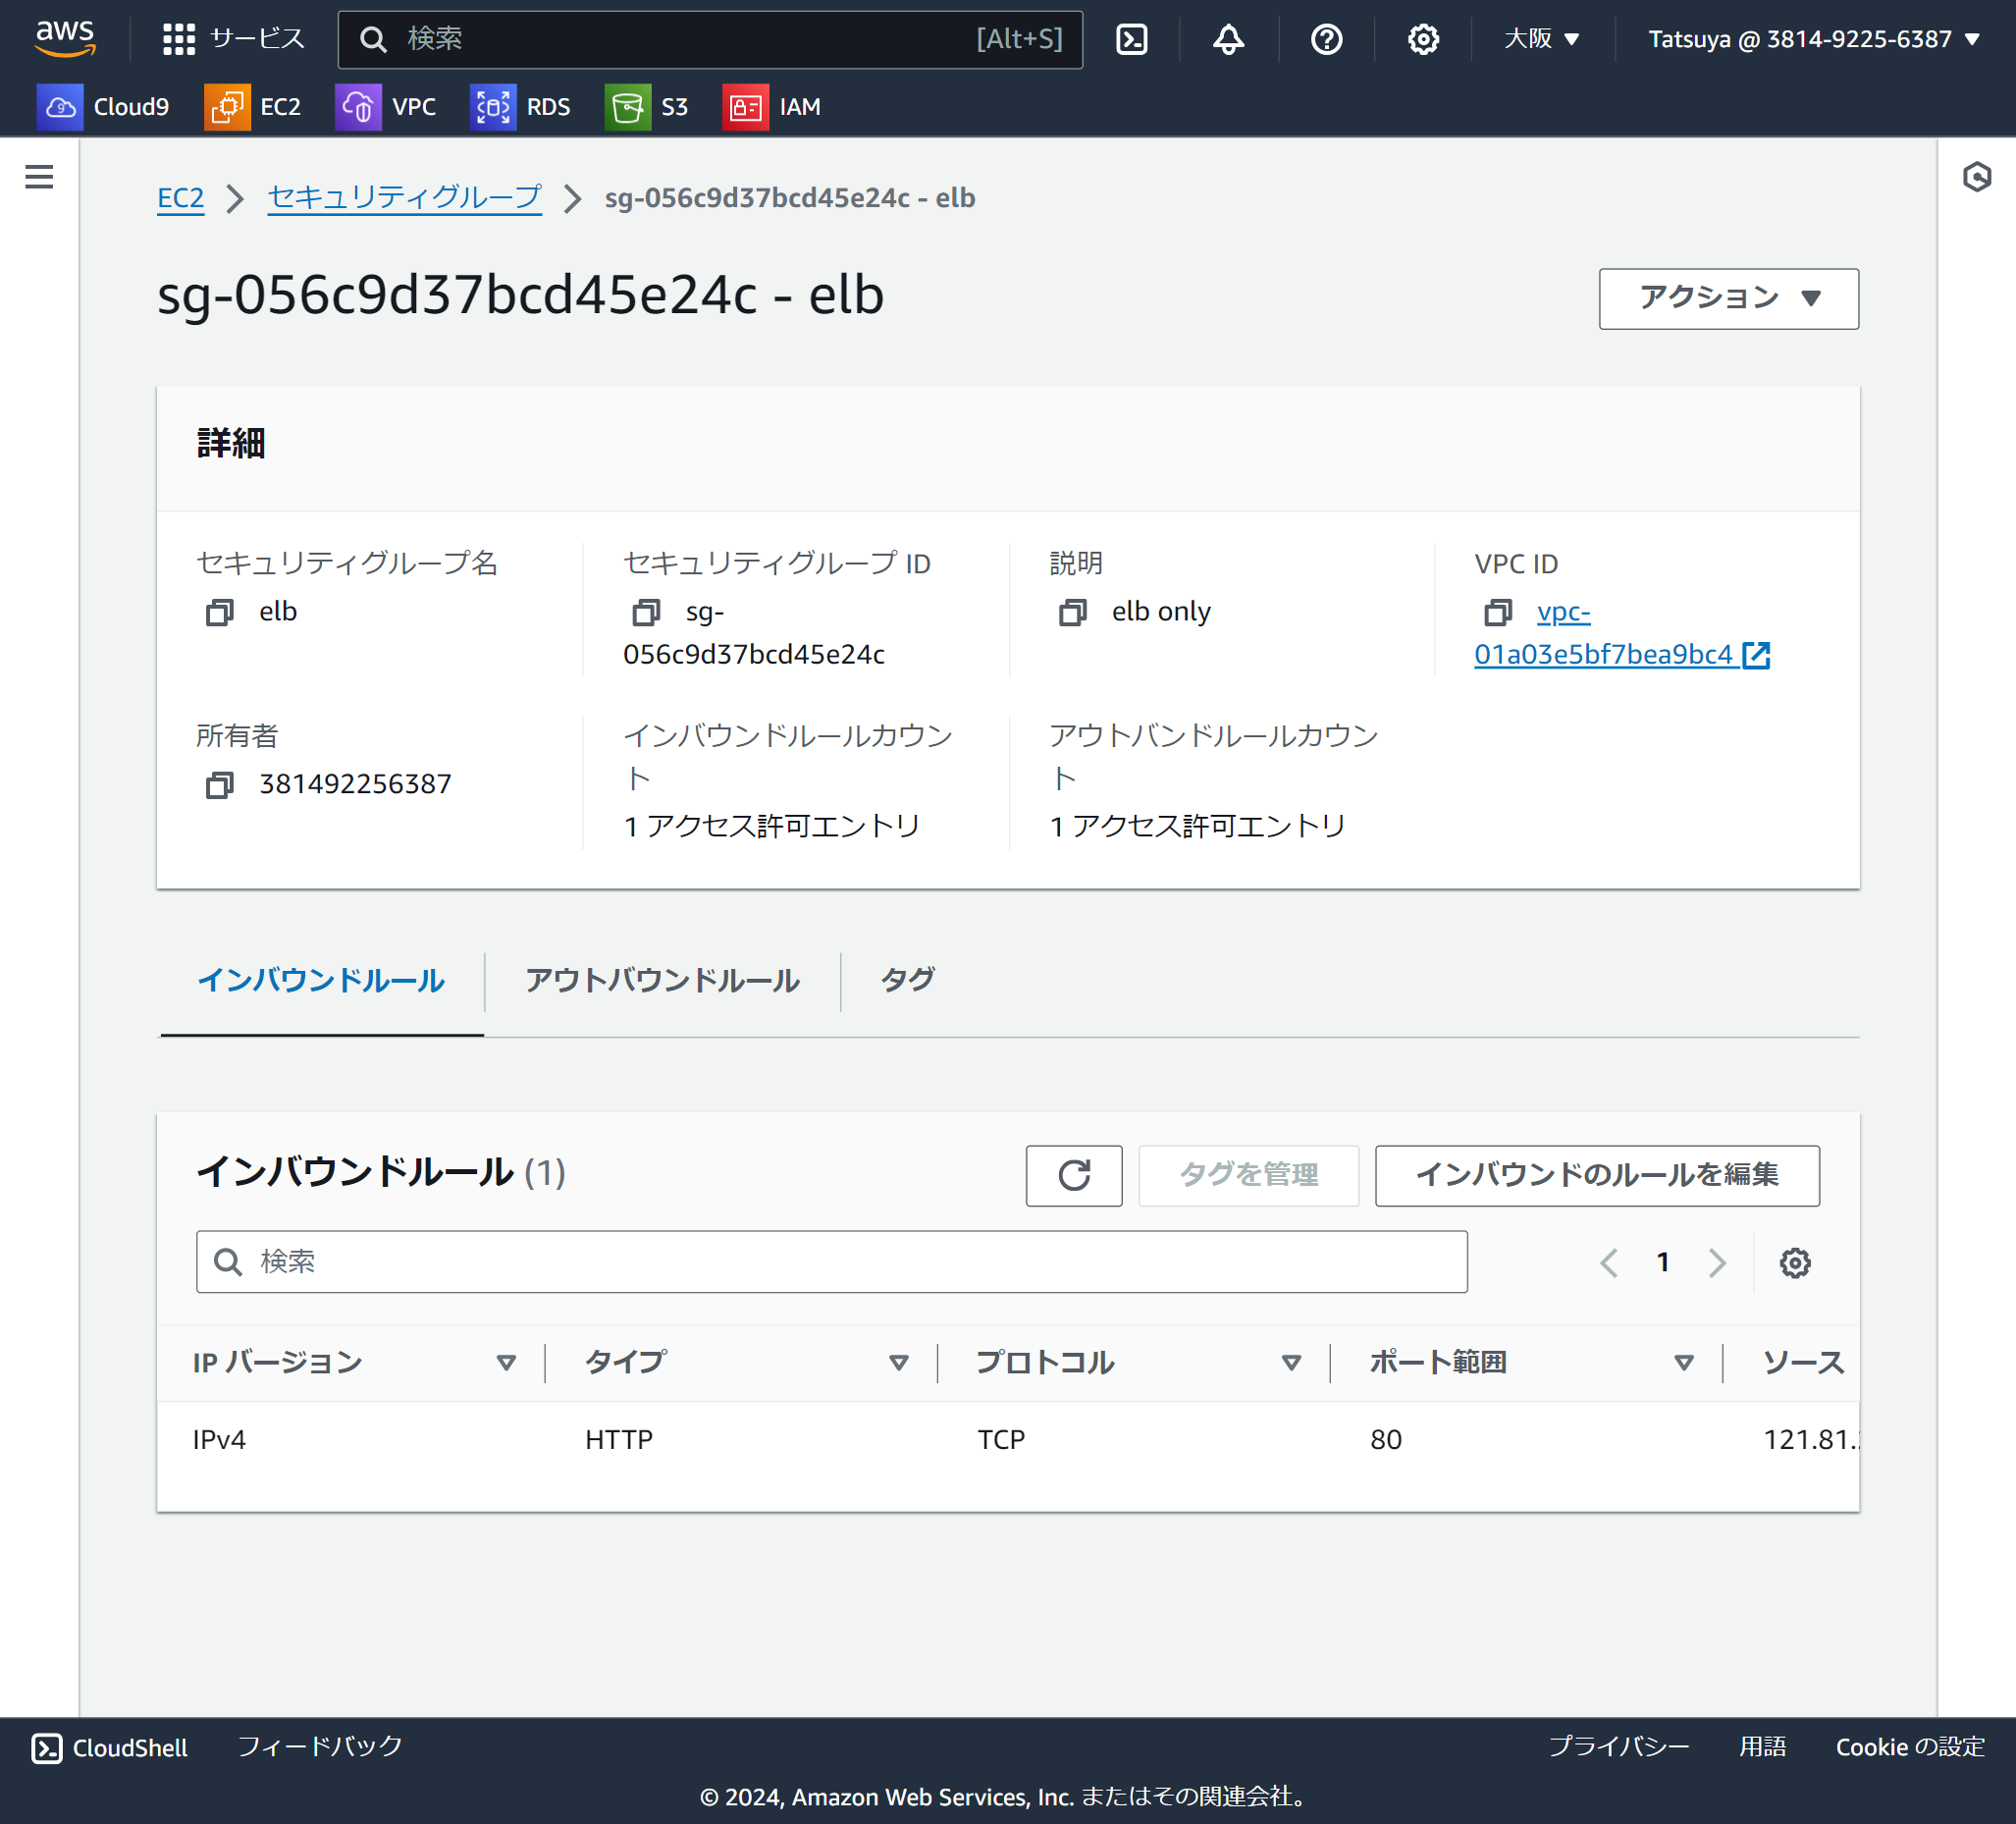 aws
サービス
検索
[Alt+S]
大阪
Tatsuya @ 3814-9225-6387
Cloud9
EC2
VPC
RDS
S3
IAM
EC2
セキュリティグループ
sg-056c9d37bcd45e24c - elb
sg-056c9d37bcd45e24c - elb
アクション
詳細
セキュリティグループ名
elb
セキュリティグループ ID
sg-
056c9d37bcd45e24c
説明
elb only
VPC ID
vpc-
01a03e5bf7bea9bc4
所有者
381492256387
インバウンドルールカウン
ト
1 アクセス許可エントリ
アウトバンドルールカウン
ト
1 アクセス許可エントリ
インバウンドルール
アウトバウンドルール
タグ
インバウンドルール (1)
タグを管理
インバウンドのルールを編集
検索
1
IP バージョン
タイプ
プロトコル
ポート範囲
ソース
IPv4
HTTP
TCP
80
121.81.
CloudShell
フィードバック
プライバシー
用語
Cookie の設定
© 2024, Amazon Web Services, Inc. またはその関連会社。